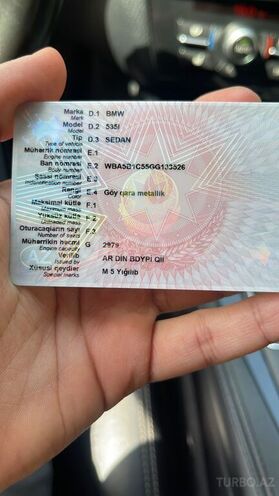 Marka D.1 BMW
Mark
Model D.2 535I
Model
Tip D.3 SEDAN
Type of vehicle
Mühərrik nömrəsi E.1
Engine number
Ban nömrəsi E.2 WBA5B1C55GG133526
Body number
Şassi nömrəsi E.3
Indentification number
Rəngi E.4 Göy qara metallik
Color
Maksimal kütlə F.1
Maximum mass
Yüksüz kütlə F.2
Unloaded mass
Oturacaqların sayı F.3
Number of seats
Mühərrikin həcmi G 2979
Engine capacity
Verilib AR DİN BDYPİ Qİİ
Issued by
Xüsusi qeydlər M 5 Yığılıb
Special marks
AZ
TURBO.AZ